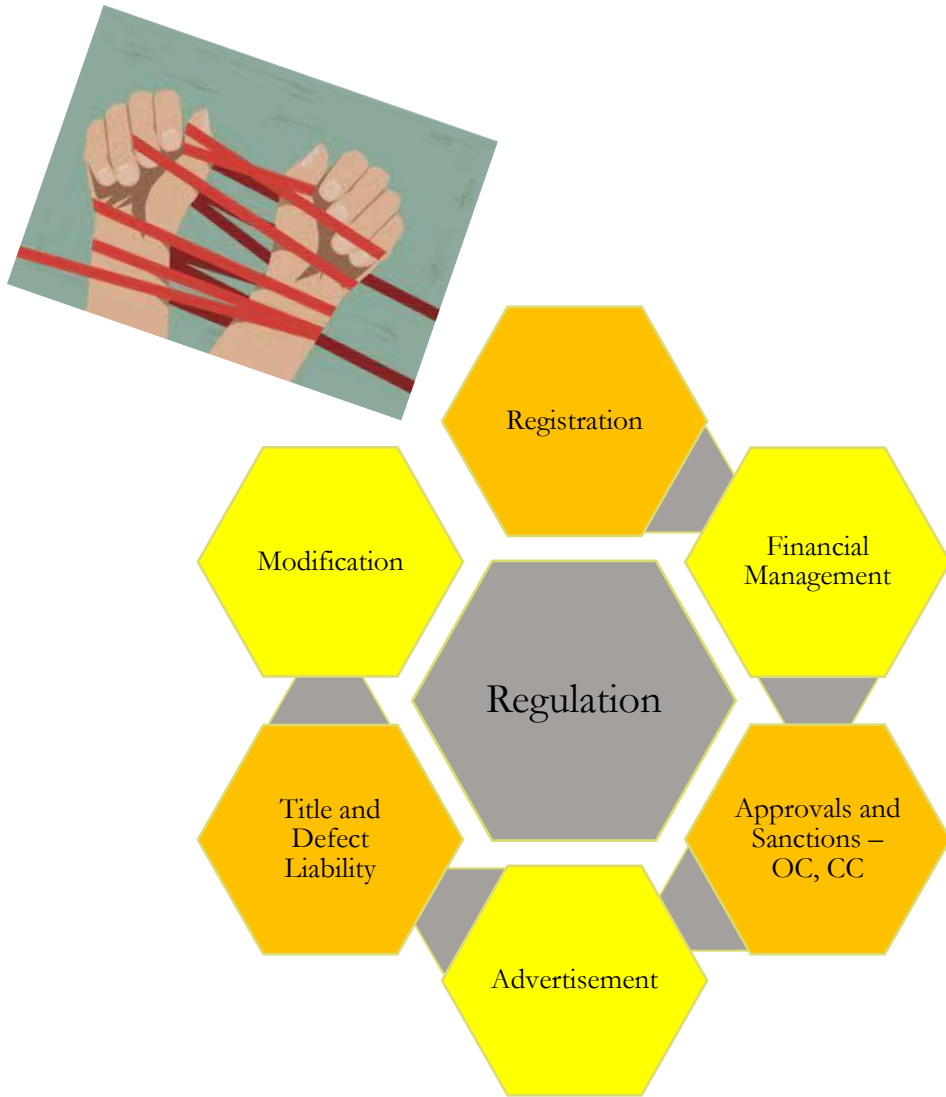 Registration
Financial
Management
Modification
Regulation
Approvals and
Sanctions –
OC, CC
Title and
Defect
Liability
Advertisement